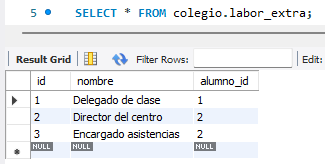 5 SELECT * FROM colegio.labor_extra;
Result Grid Filter Rows:
id nombre alumno_id
1 Delegado de clase 1
2 Director del centro 2
3 Encargado asistencias 2
NULL NULL NULL